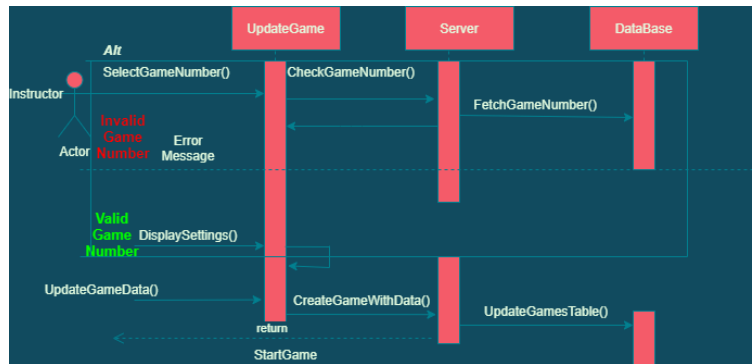 UpdateGame
Server
DataBase
Alt
SelectGameNumber()
CheckGameNumber()
Instructor
FetchGameNumber()
Invalid
Game
Number
Error
Message
Actor
Valid
Game
Number
DisplaySettings()
UpdateGameData()
CreateGameWithData()
UpdateGamesTable()
return
StartGame